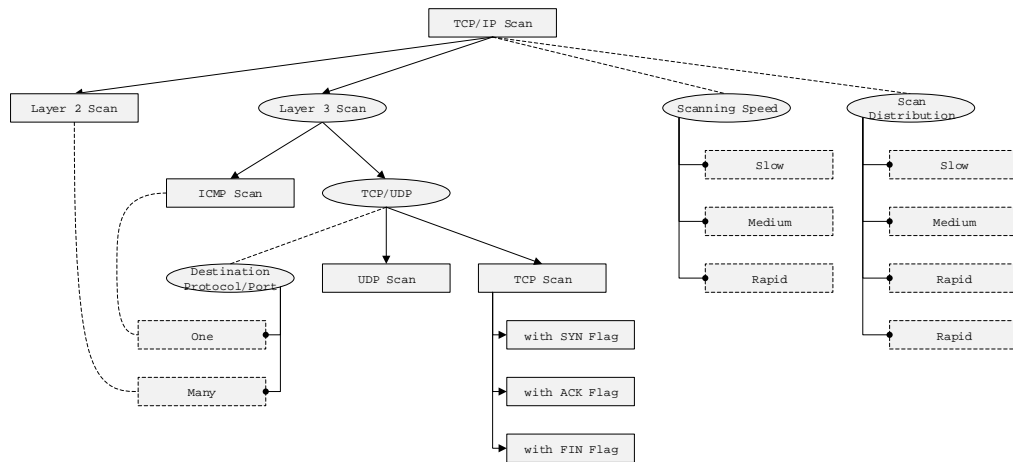 TCP/IP Scan
Layer 2 Scan
Layer 3 Scan
Scanning Speed
Scan
Distribution
Slow
Slow
ICMP Scan
TCP/UDP
Medium
Medium
Destination
Protocol/Port
UDP Scan
TCP Scan
Rapid
Rapid
One
with SYN Flag
Rapid
Many
with ACK Flag
with FIN Flag